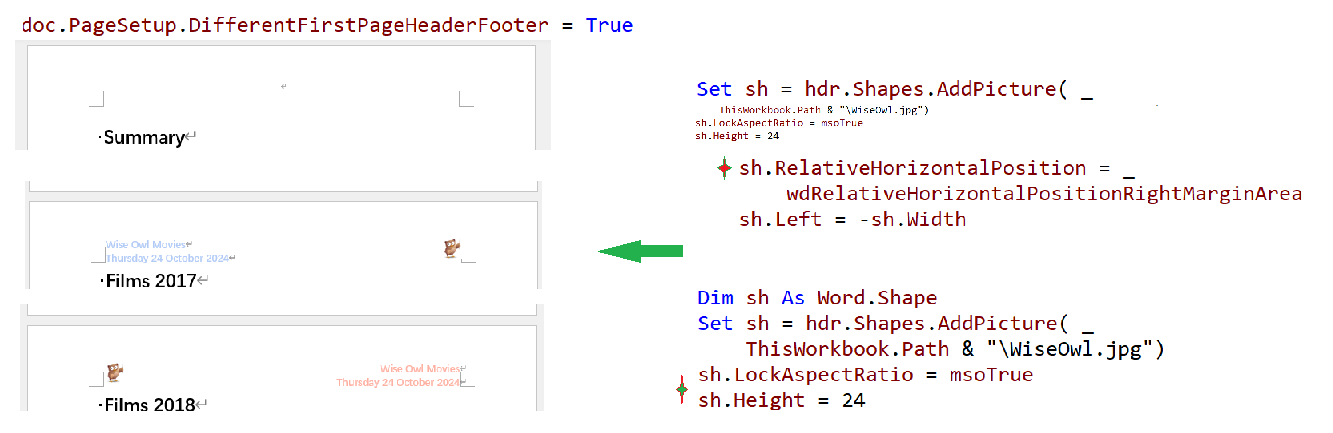 doc.PageSetup.DifferentFirstPageHeaderFooter = True
·Summary↵
Wise Owl Movies↵
Thursday 24 October 2024↵
·Films 2017↵
Wise Owl Movies↵
Thursday 24 October 2024↵
·Films 2018↵
Set sh = hdr.Shapes.AddPicture( _
ThisWorkbook.Path & "\WiseOwl.jpg")
sh.LockAspectRatio = msoTrue
sh.Height = 24
sh.RelativeHorizontalPosition = _
wdRelativeHorizontalPositionRightMarginArea
sh.Left = -sh.Width
Dim sh As Word.Shape
Set sh = hdr.Shapes.AddPicture( _
ThisWorkbook.Path & "\WiseOwl.jpg")
sh.LockAspectRatio = msoTrue
sh.Height = 24